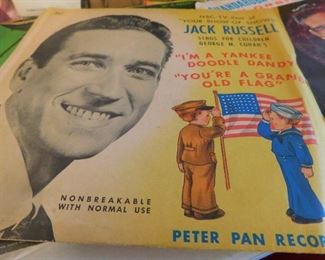 NBC-TV Star of
"YOUR SHOW OF SHOWS"
JACK RUSSELL
SINGS FOR CHILDREN
GEORGE M. COHAN'S
"I'M A YANKEE
DOODLE DANDY"
"YOU'RE A GRAND
OLD FLAG"
NONBREAKABLE
WITH NORMAL USE
PETER PAN RECOR